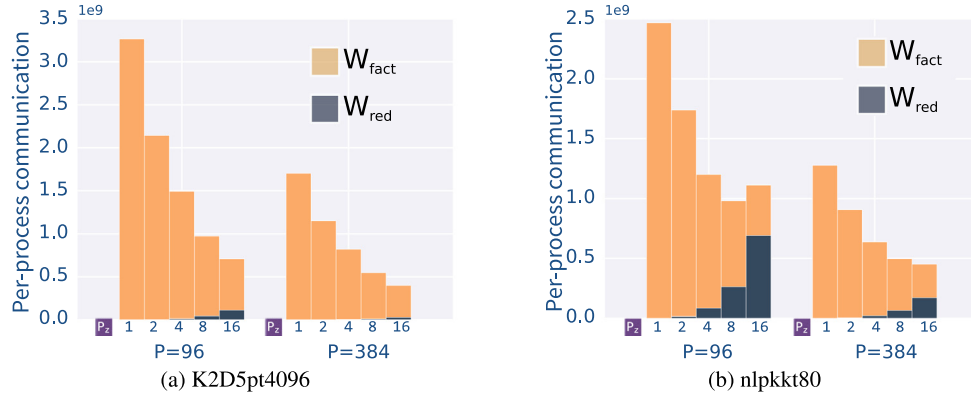 1e9
3.5
3.0
2.5
2.0
1.5
1.0
0.5
0.0
Per-process communication
W_fact
W_red
P_z 1 2 4 8 16 P_z 1 2 4 8 16
P=96 P=384
(a) K2D5pt4096
1e9
2.5
2.0
1.5
1.0
0.5
0.0
Per-process communication
W_fact
W_red
P_z 1 2 4 8 16 P_z 1 2 4 8 16
P=96 P=384
(b) nlpkkt80